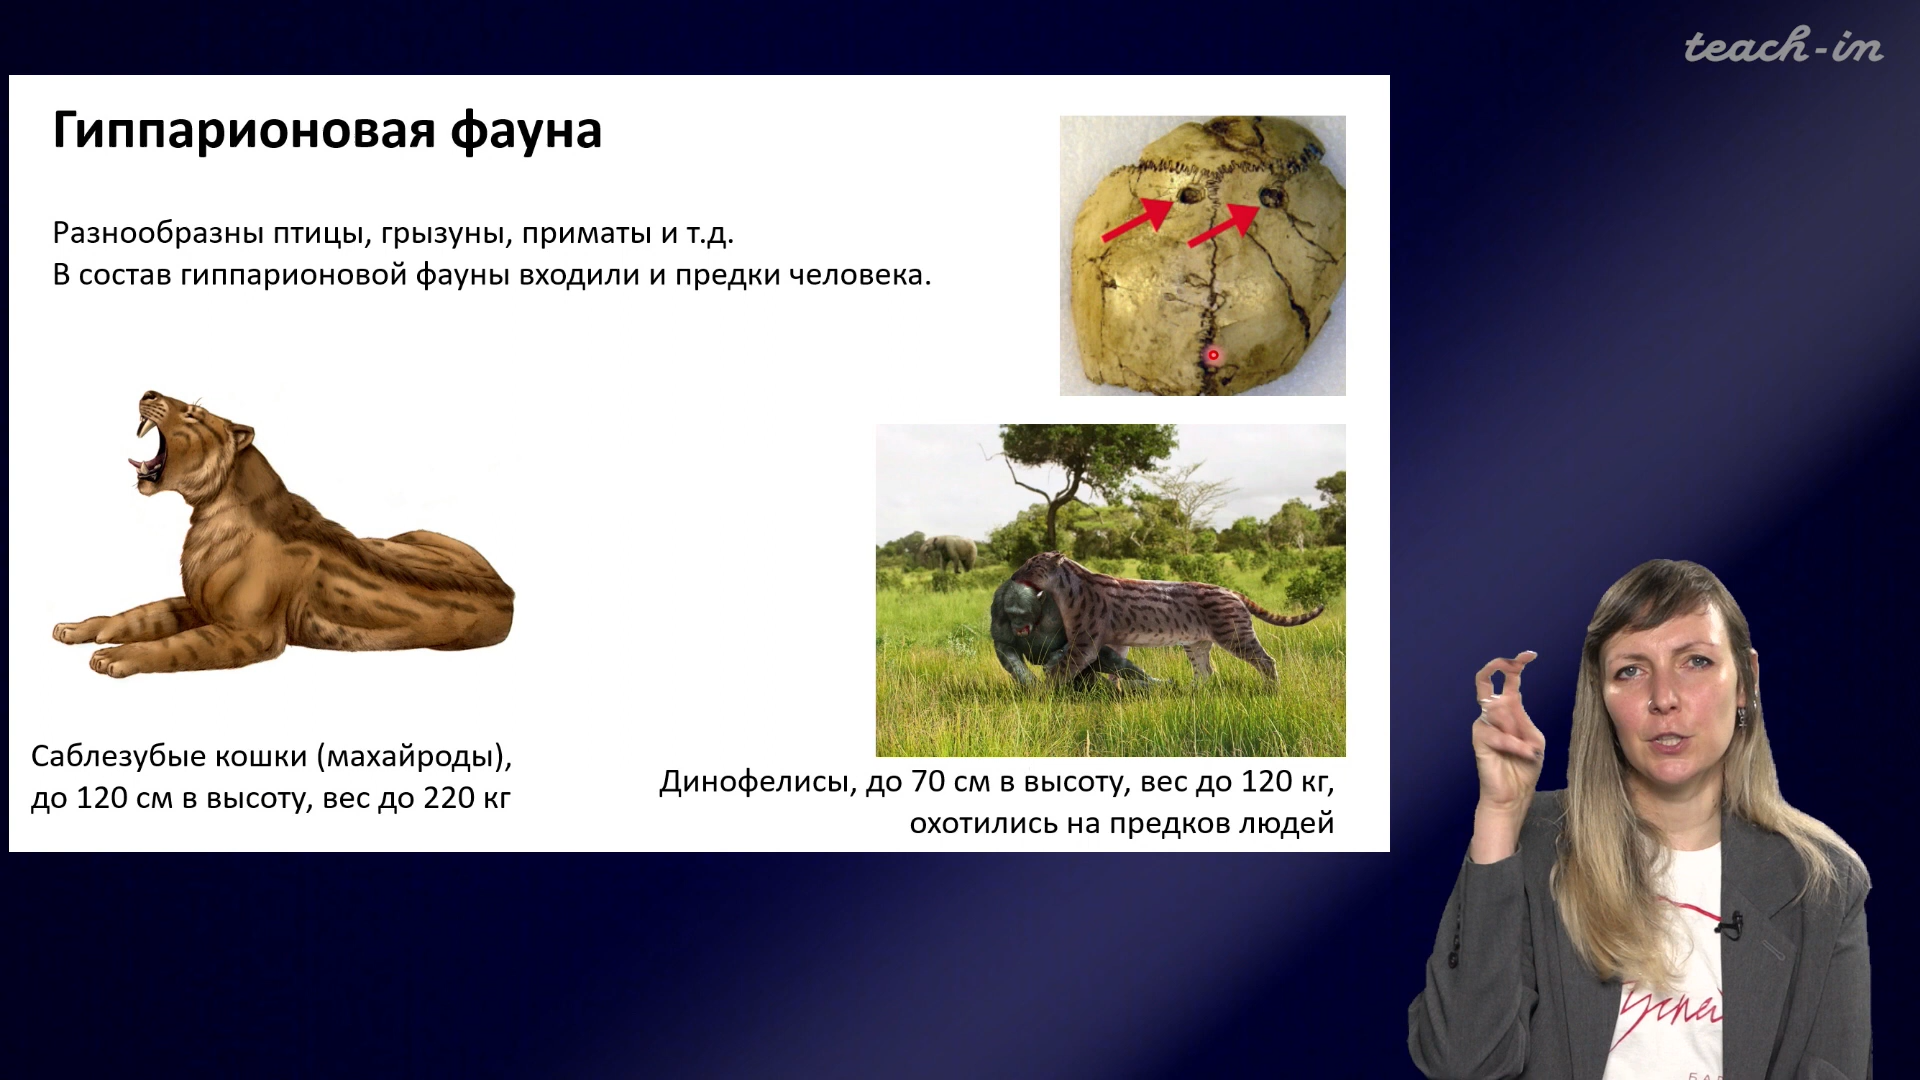 teach-in
Гиппарионовая фауна
Разнообразны птицы, грызуны, приматы и т.д.
В состав гиппарионовой фауны входили и предки человека.
Саблезубые кошки (махайроды),
до 120 см в высоту, вес до 220 кг
Динофелисы, до 70 см в высоту, вес до 120 кг,
охотились на предков людей